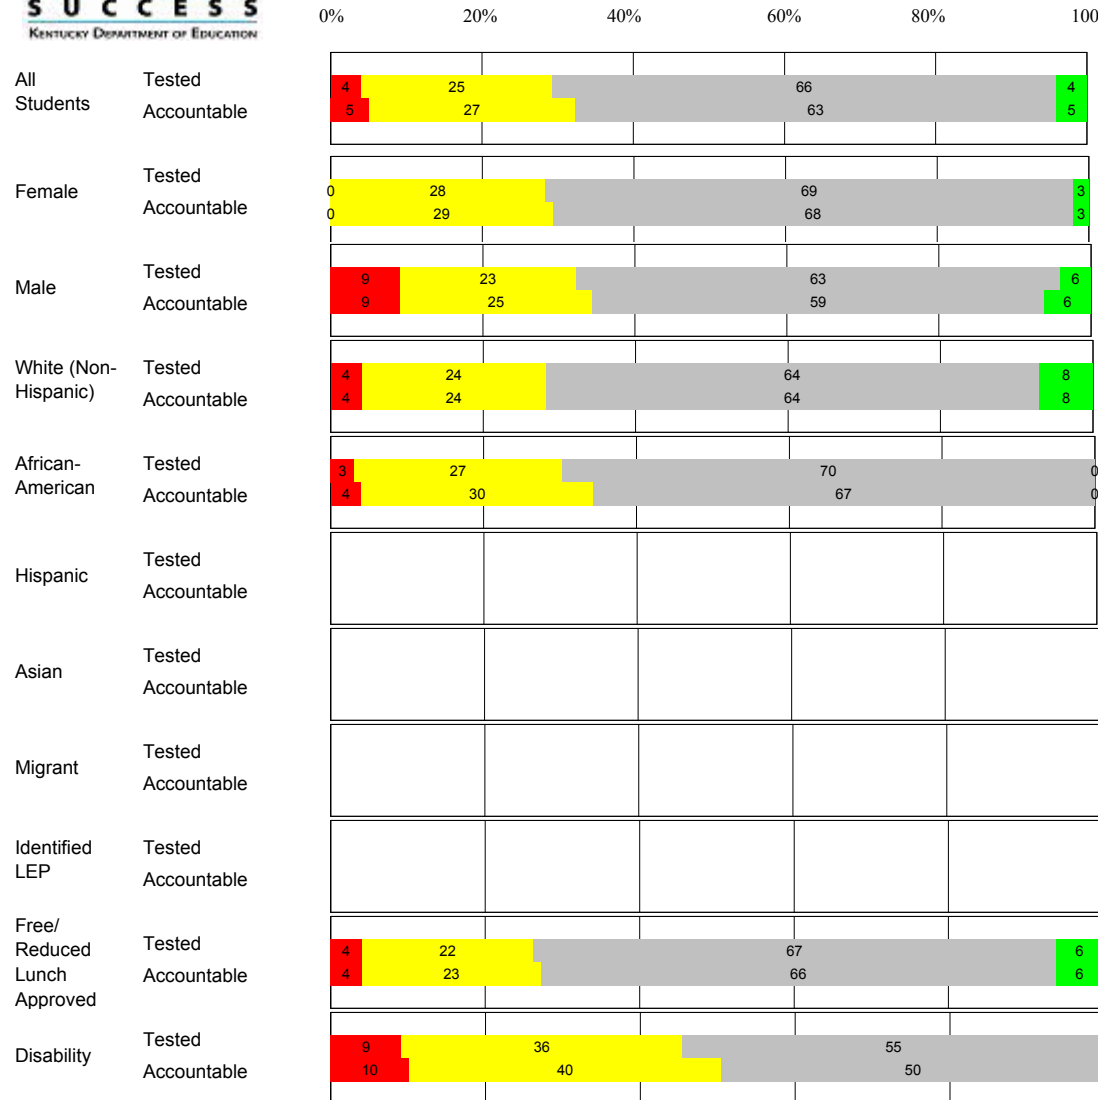 SUCCESS
KENTUCKY DEPARTMENT OF EDUCATION
0% 20% 40% 60% 80% 100
All Students Tested 4 25 66 4
Accountable 5 27 63 5
Female Tested 0 28 69 3
Accountable 0 29 68 3
Male Tested 9 23 63 6
Accountable 9 25 59 6
White (Non-Hispanic) Tested 4 24 64 8
Accountable 4 24 64 8
African-American Tested 3 27 70 0
Accountable 4 30 67 0
Hispanic Tested
Accountable
Asian Tested
Accountable
Migrant Tested
Accountable
Identified LEP Tested
Accountable
Free/ Reduced Lunch Approved Tested 4 22 67 6
Accountable 4 23 66 6
Disability Tested 9 36 55
Accountable 10 40 50